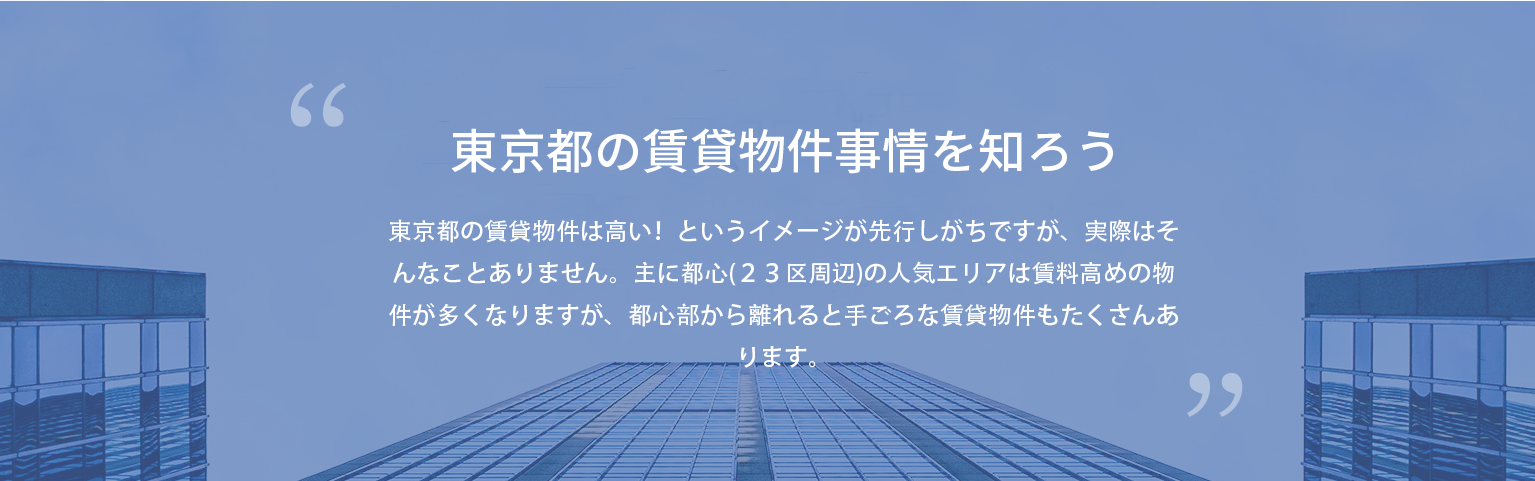 “
東京都の賃貸物件事情を知ろう
東京都の賃貸物件は高い！というイメージが先行しがちですが、実際はそ
んなことありません。主に都心(２３区周辺)の人気エリアは賃料高めの物
件が多くなりますが、都心部から離れると手ごろな賃貸物件もたくさんあ
ります。
”